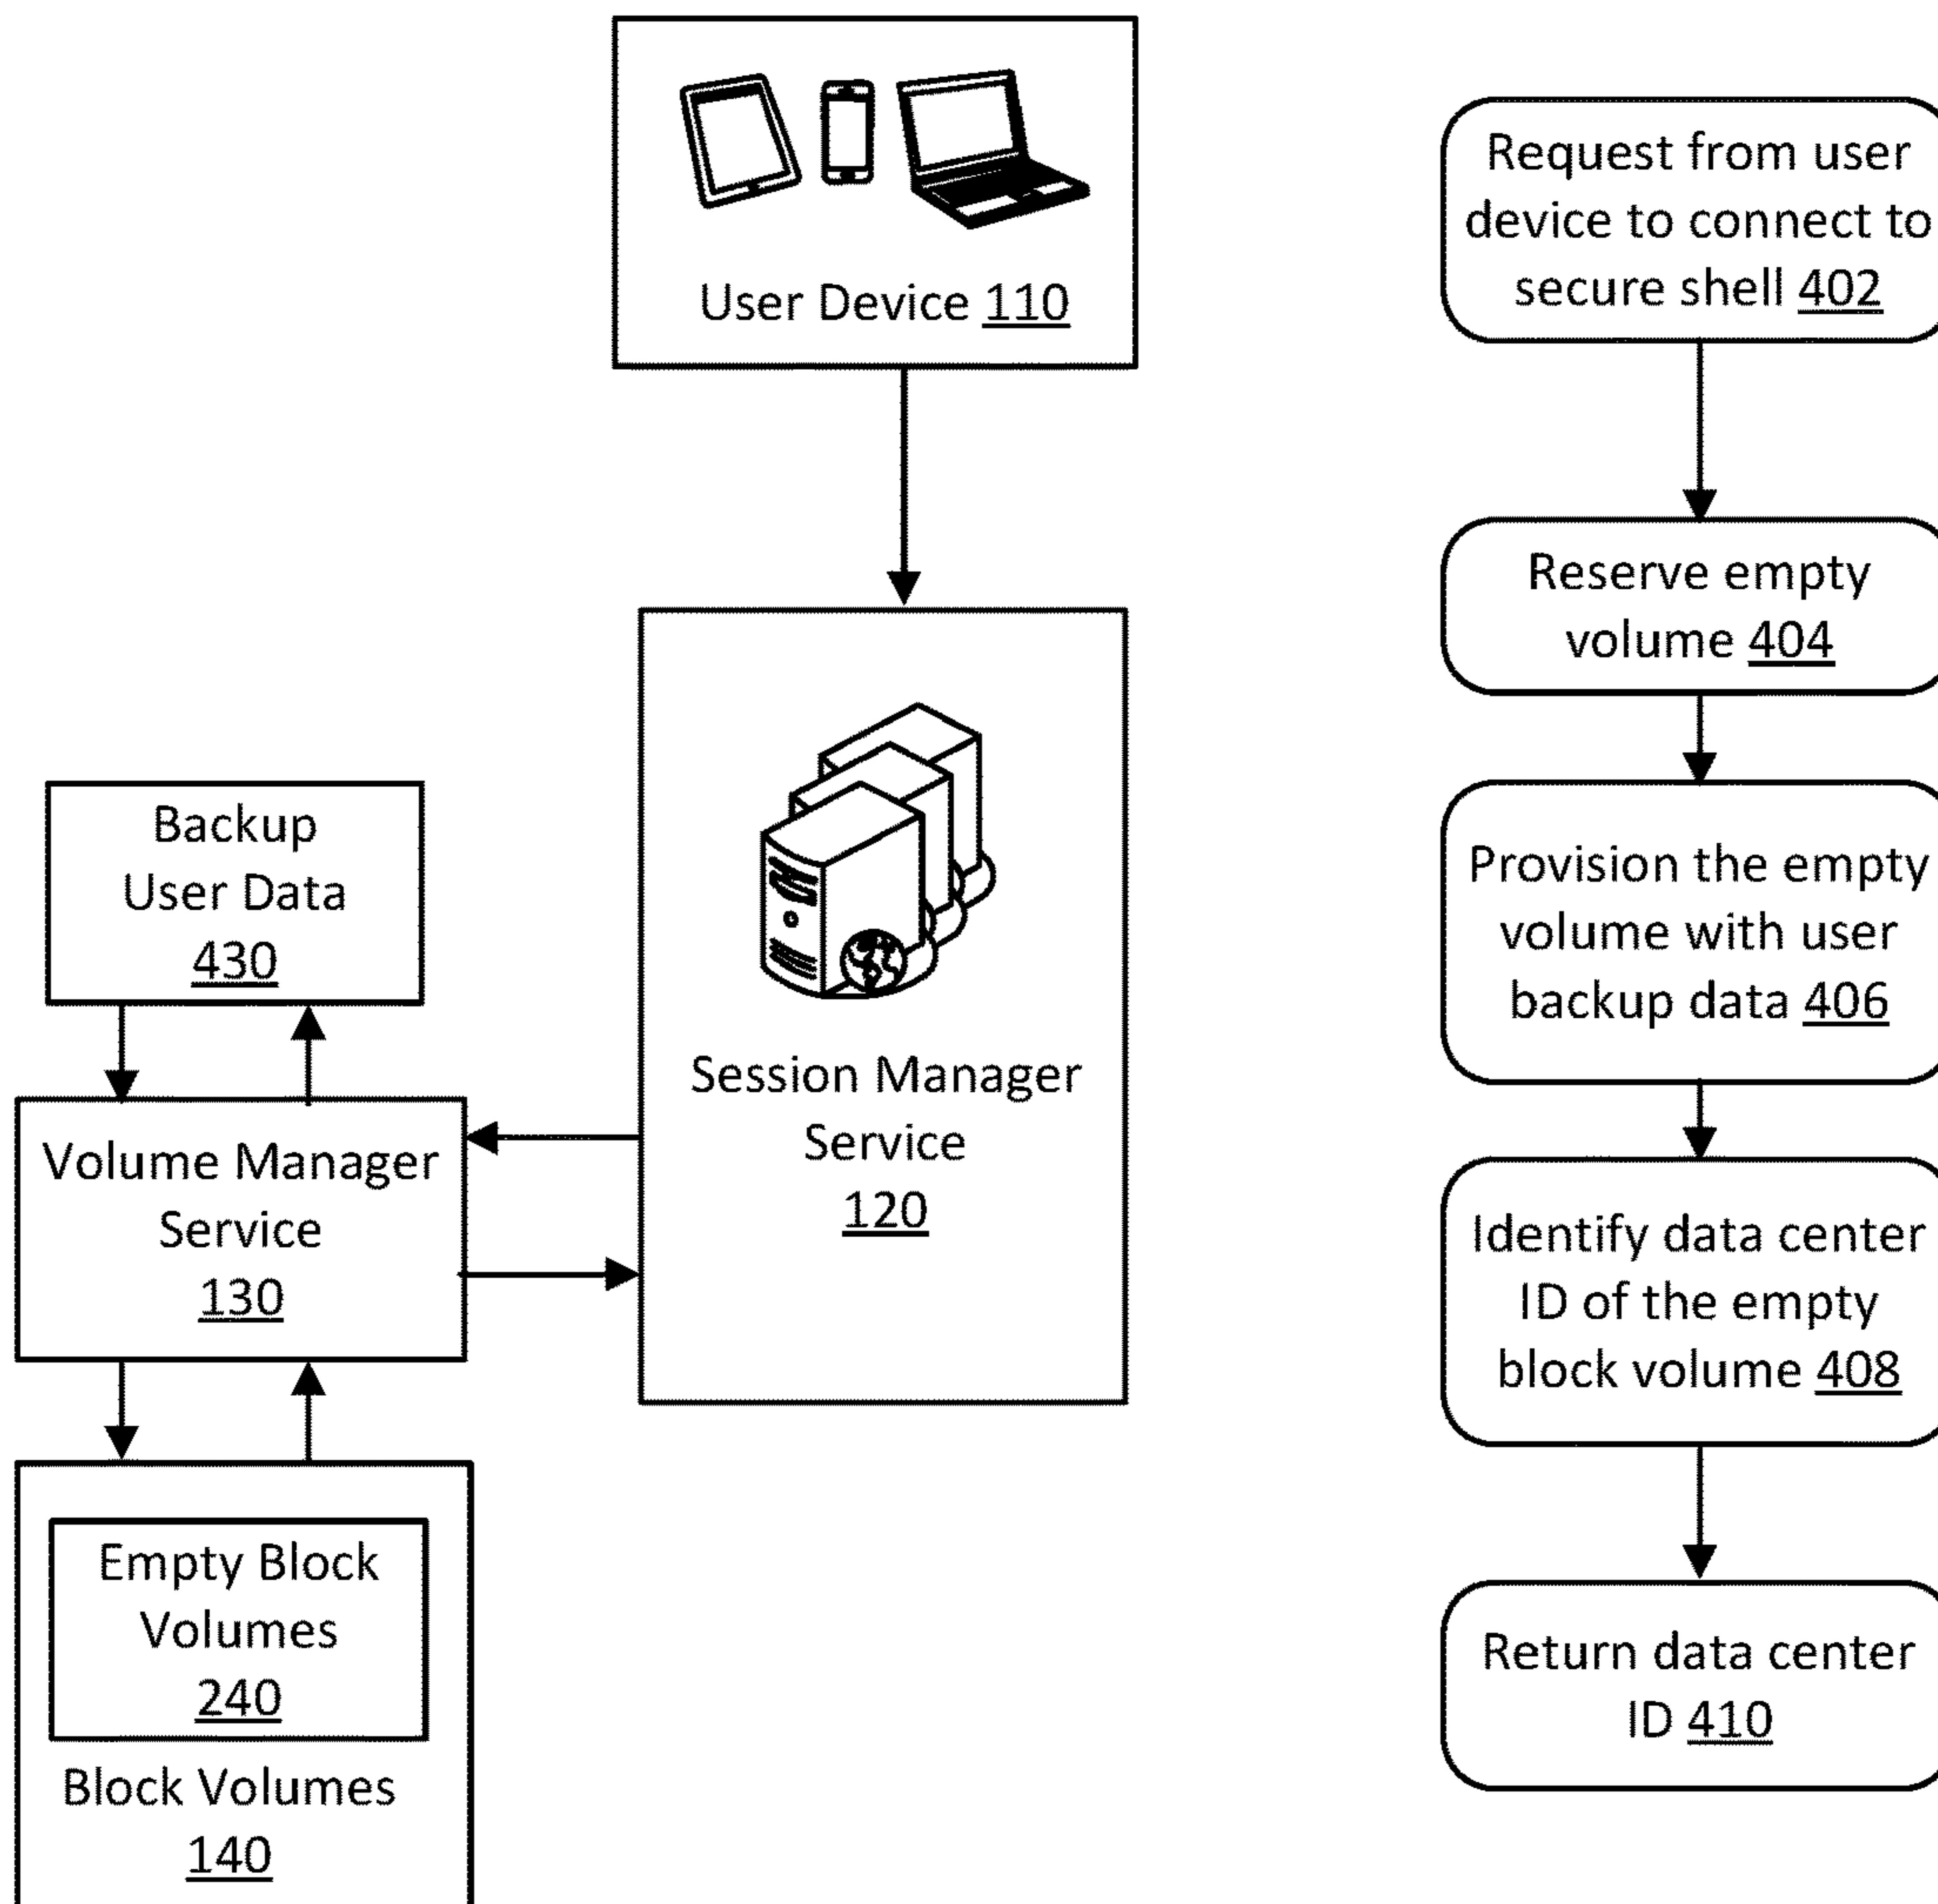 User Device 110
Session Manager
Service
120
Backup
User Data
430
Volume Manager
Service
130
Empty Block
Volumes
240
Block Volumes
140
Request from user
device to connect to
secure shell 402
Reserve empty
volume 404
Provision the empty
volume with user
backup data 406
Identify data center
ID of the empty
block volume 408
Return data center
ID 410